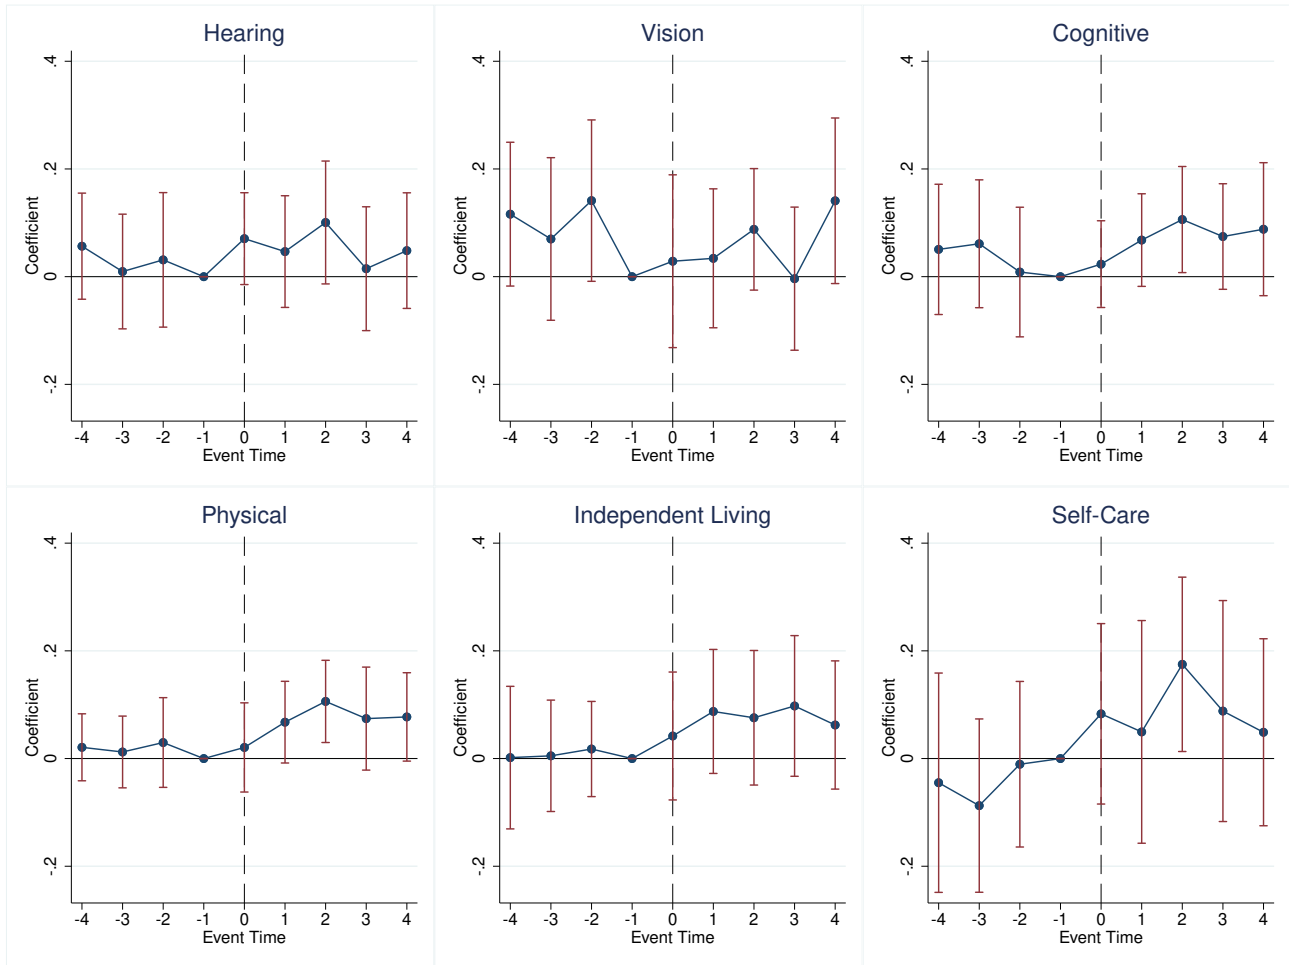 Hearing
.4
.2
0
-.2
Coefficient
-4 -3 -2 -1 0 1 2 3 4
Event Time
Vision
.4
.2
0
-.2
Coefficient
-4 -3 -2 -1 0 1 2 3 4
Event Time
Cognitive
.4
.2
0
-.2
Coefficient
-4 -3 -2 -1 0 1 2 3 4
Event Time
Physical
.4
.2
0
-.2
Coefficient
-4 -3 -2 -1 0 1 2 3 4
Event Time
Independent Living
.4
.2
0
-.2
Coefficient
-4 -3 -2 -1 0 1 2 3 4
Event Time
Self-Care
.4
.2
0
-.2
Coefficient
-4 -3 -2 -1 0 1 2 3 4
Event Time